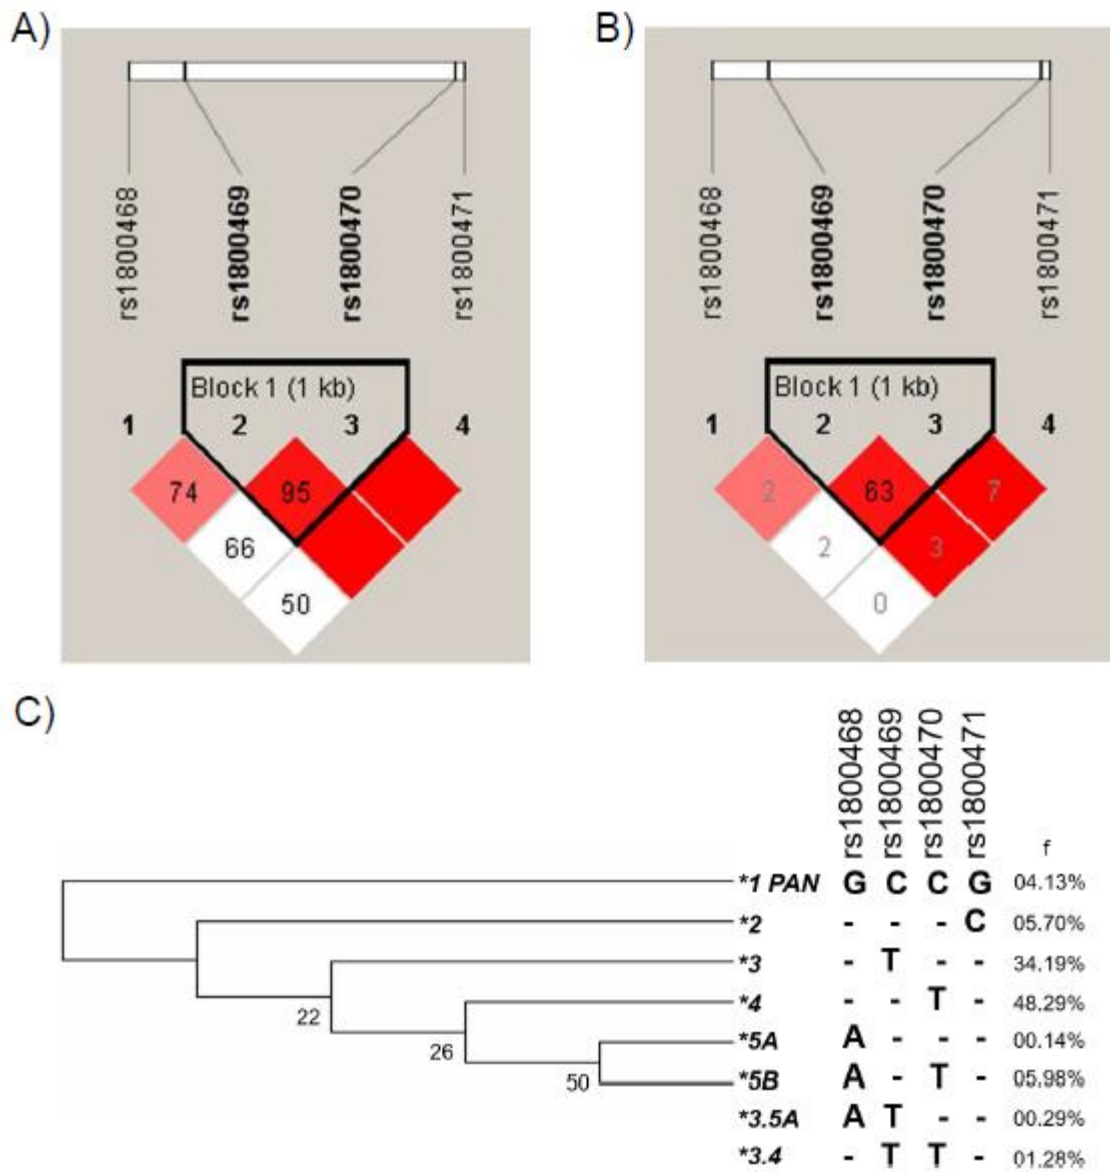 A)
rs1800468
rs1800469
rs1800470
rs1800471
Block 1 (1 kb)
1 2 3 4
74 95
66
50
B)
rs1800468
rs1800469
rs1800470
rs1800471
Block 1 (1 kb)
1 2 3 4
2 63 7
2 3
0
C)
rs1800468
rs1800469
rs1800470
rs1800471
f
*1 PAN G C C G 04.13%
*2 - - - C 05.70%
*3 - T - - 34.19%
*4 - - T - 48.29%
*5A A - - - 00.14%
*5B A - T - 05.98%
*3.5A A T - - 00.29%
*3.4 - T T - 01.28%
22
26
50